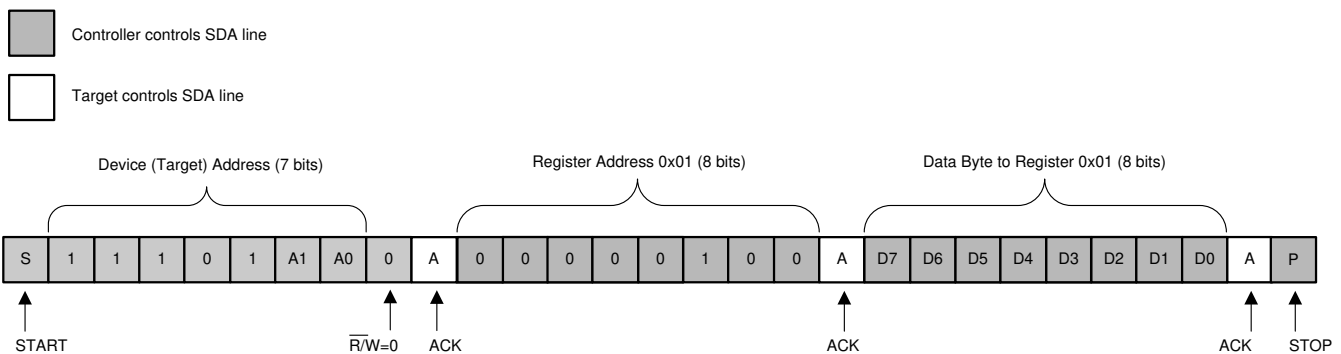 Controller controls SDA line
Target controls SDA line
Device (Target) Address (7 bits) Register Address 0x01 (8 bits) Data Byte to Register 0x01 (8 bits)
S 1 1 1 0 1 A1 A0 0 A 0 0 0 0 0 1 0 0 A D7 D6 D5 D4 D3 D2 D1 D0 A P
START R/W=0 ACK ACK ACK STOP